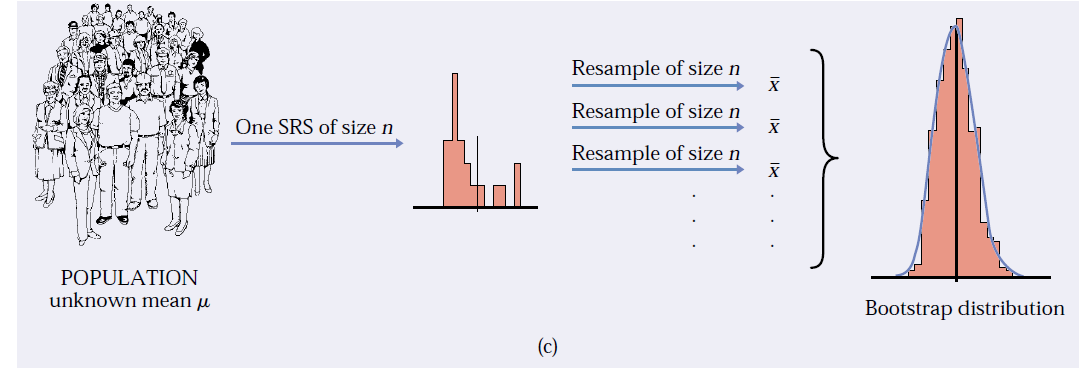 One SRS of size n
Resample of size n
x̄
Resample of size n
x̄
Resample of size n
x̄
POPULATION
unknown mean μ
Bootstrap distribution
(c)